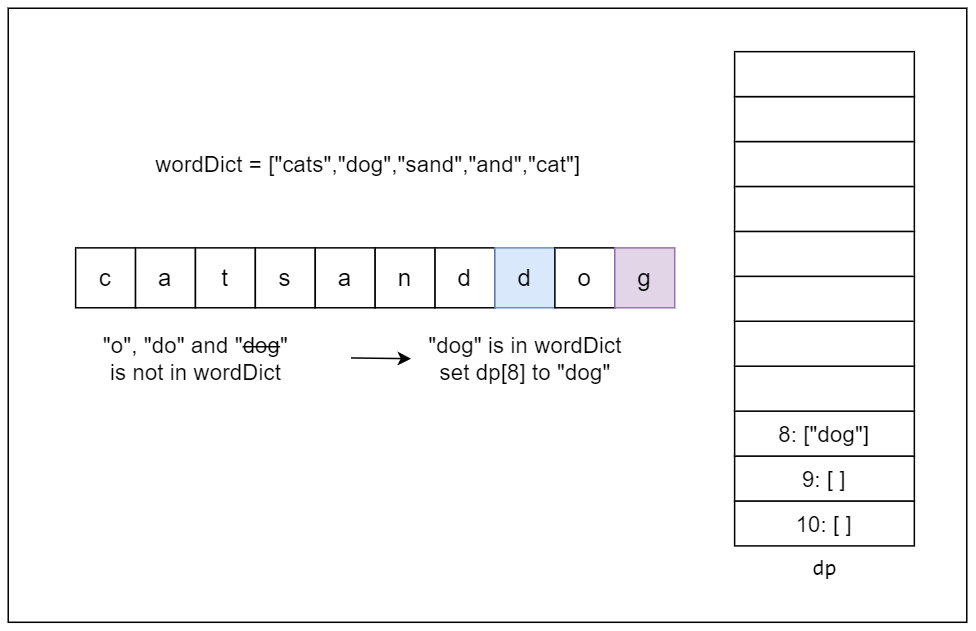 wordDict = ["cats","dog","sand","and","cat"]
c a t s a n d d o g
"o", "do" and "dog"
is not in wordDict
"dog" is in wordDict
set dp[8] to "dog"
8: ["dog"]
9: [ ]
10: [ ]
dp